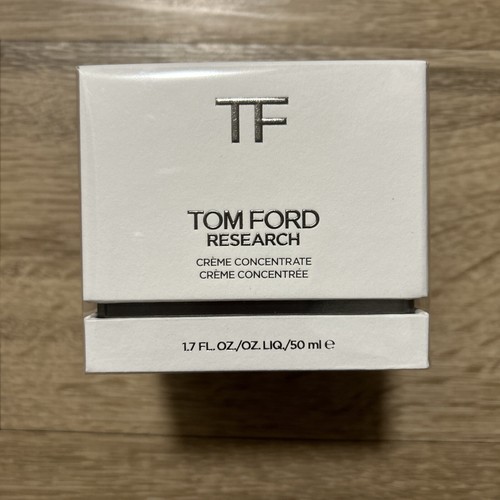 TF
TOM FORD
RESEARCH
CRÈME CONCENTRATE
CRÈME CONCENTRÉE
1.7 FL. OZ./OZ. LIQ./50 ml ℮